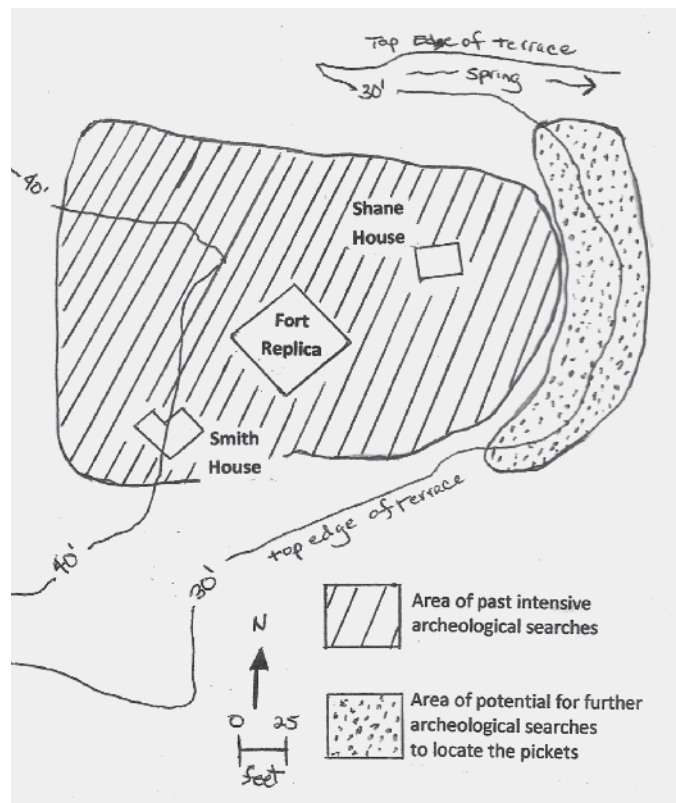 Top Edge of terrace
Spring
30'
40'
Shane
House
Fort
Replica
Smith
House
top edge of terrace
40'
30'
N
0 25
feet
Area of past intensive
archeological searches
Area of potential for further
archeological searches
to locate the pickets